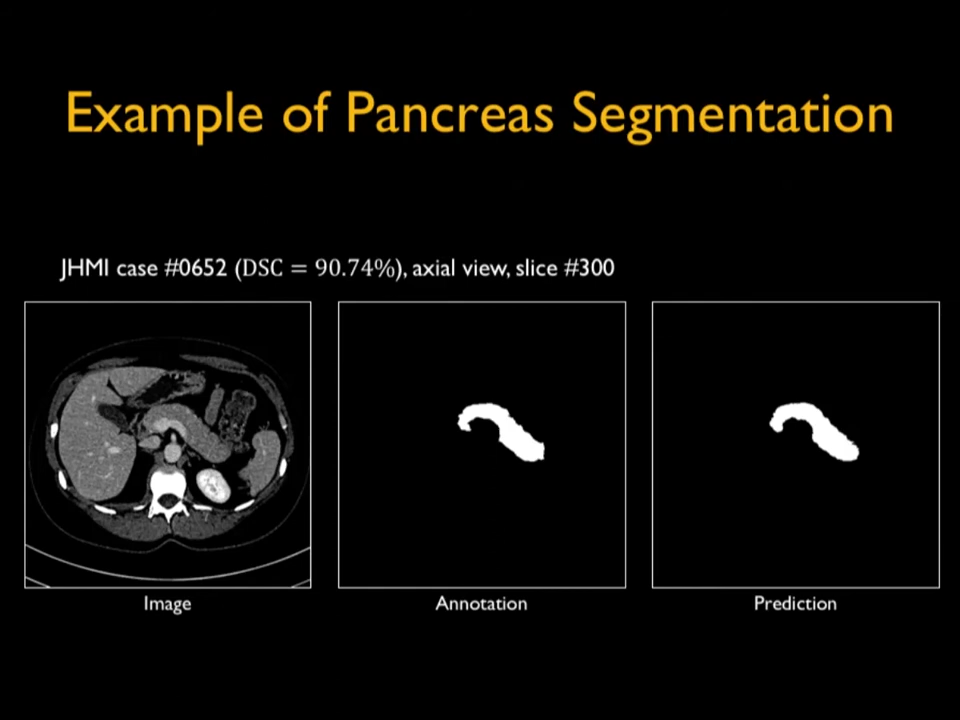 Example of Pancreas Segmentation
JHMI case #0652 (DSC = 90.74%), axial view, slice #300
Image
Annotation
Prediction